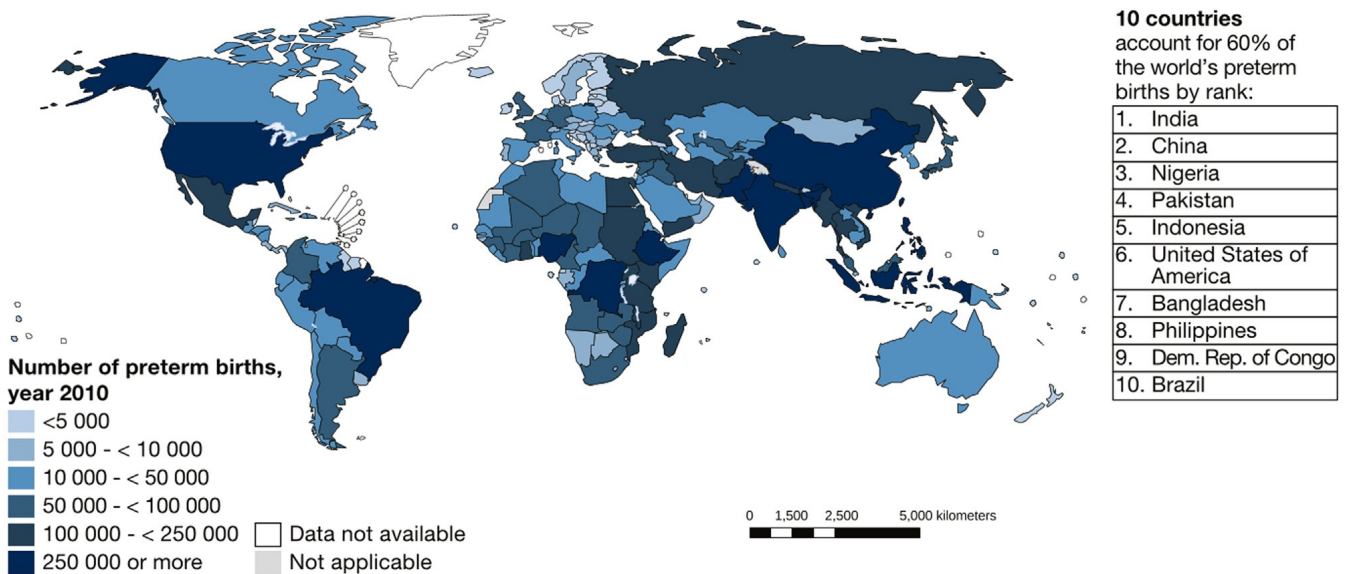 10 countries
account for 60% of
the world's preterm
births by rank:
1. India
2. China
3. Nigeria
4. Pakistan
5. Indonesia
6. United States of
America
7. Bangladesh
8. Philippines
9. Dem. Rep. of Congo
10. Brazil
Number of preterm births,
year 2010
<5 000
5 000 - < 10 000
10 000 - < 50 000
50 000 - < 100 000
100 000 - < 250 000
250 000 or more
Data not available
Not applicable
0 1,500 2,500 5,000 kilometers